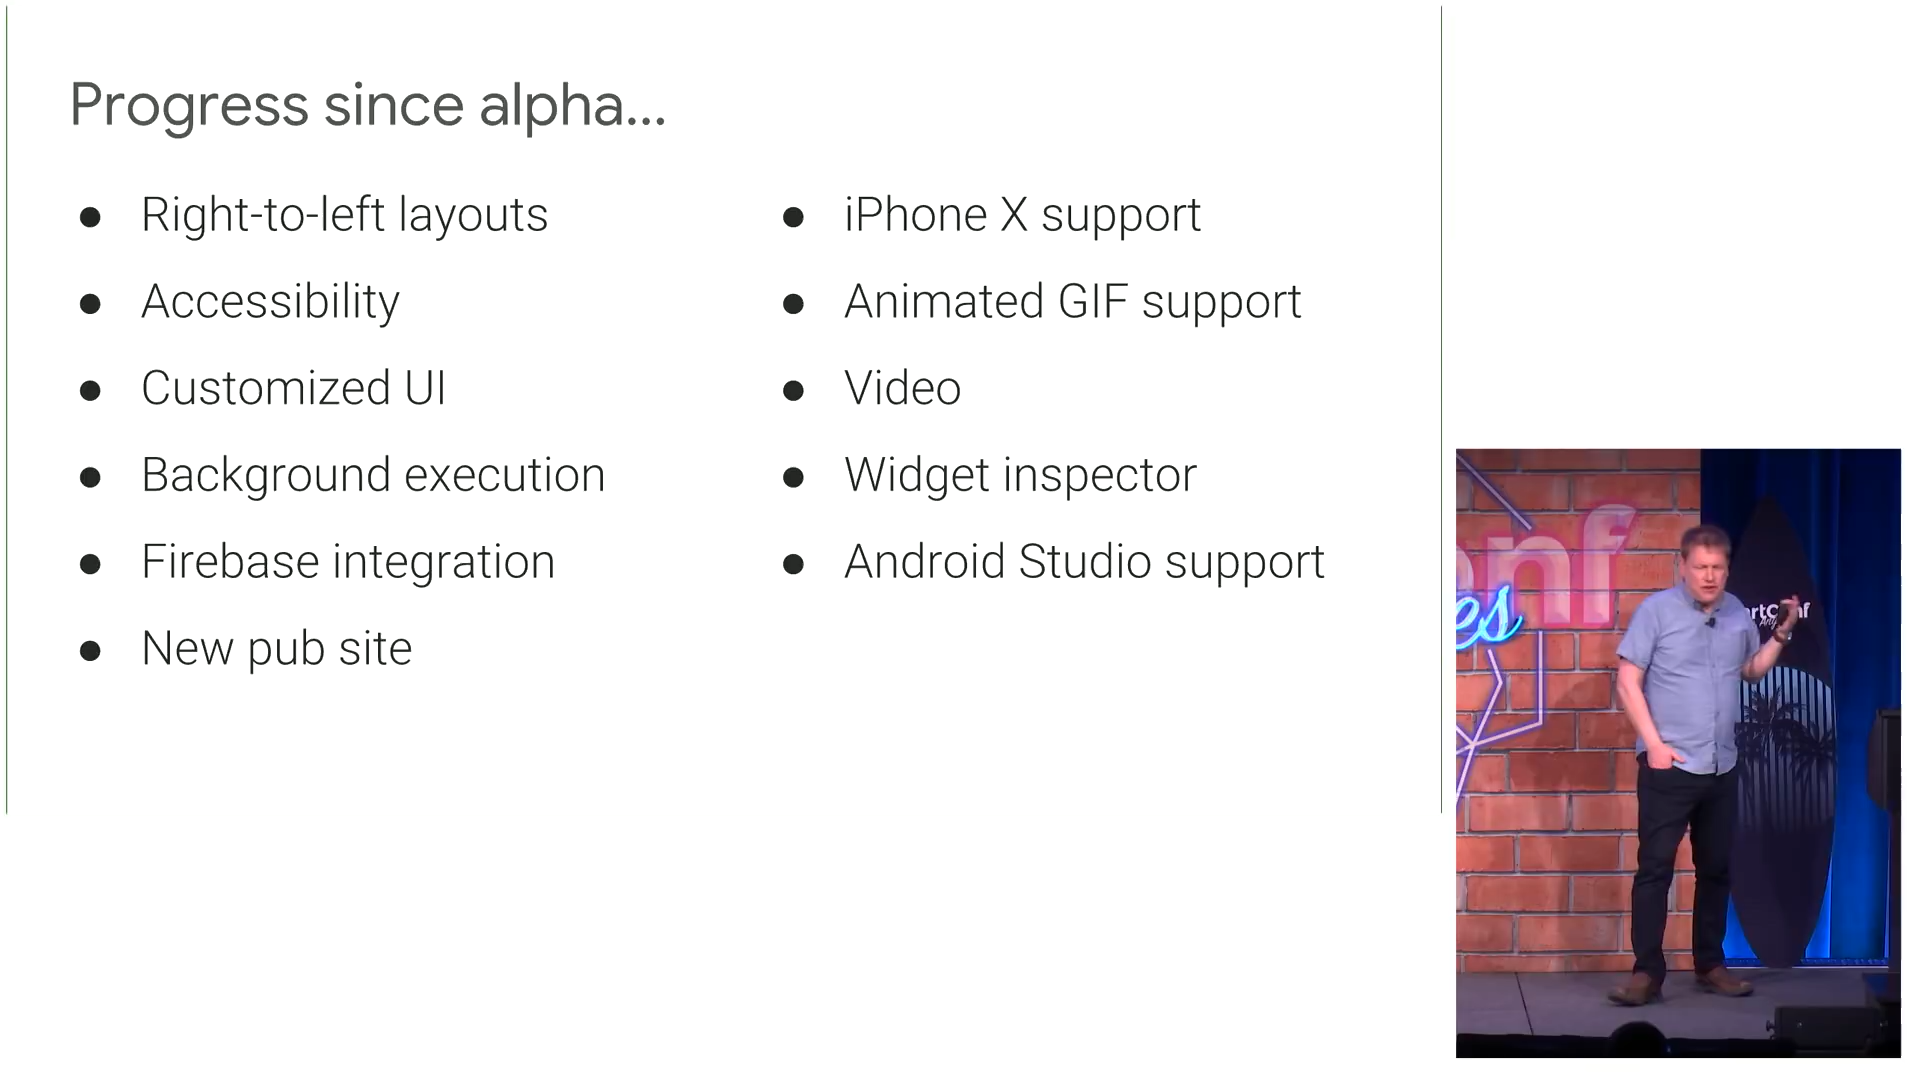 Progress since alpha...
● Right-to-left layouts
● Accessibility
● Customized UI
● Background execution
● Firebase integration
● New pub site
● iPhone X support
● Animated GIF support
● Video
● Widget inspector
● Android Studio support